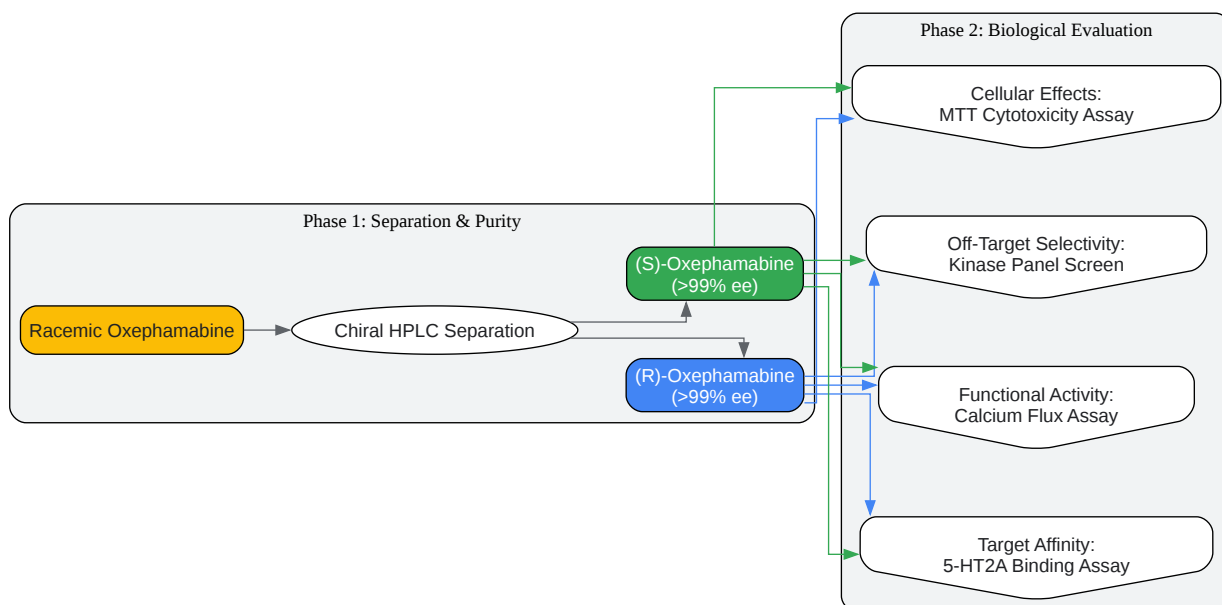 Phase 1: Separation & Purity
Racemic Oxephamabine
Chiral HPLC Separation
(S)-Oxephamabine
(>99% ee)
(R)-Oxephamabine
(>99% ee)
Phase 2: Biological Evaluation
Cellular Effects:
MTT Cytotoxicity Assay
Off-Target Selectivity:
Kinase Panel Screen
Functional Activity:
Calcium Flux Assay
Target Affinity:
5-HT2A Binding Assay